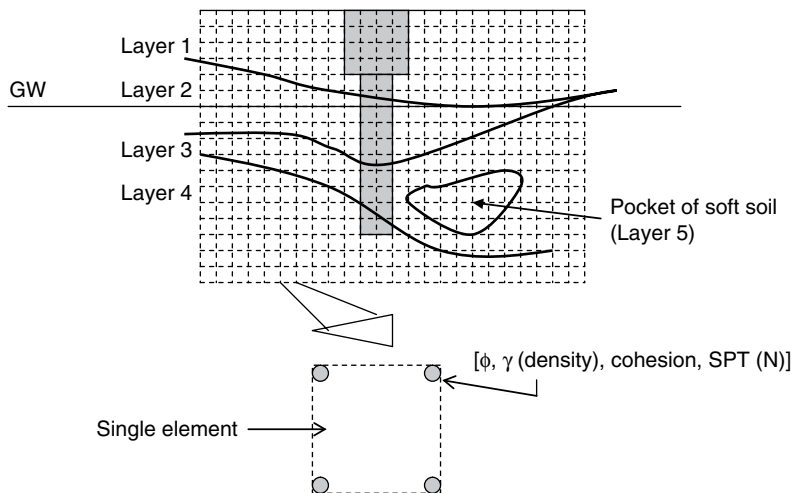 Layer 1
GW
Layer 2
Layer 3
Layer 4
Pocket of soft soil
(Layer 5)
[ϕ, γ (density), cohesion, SPT (N)]
Single element